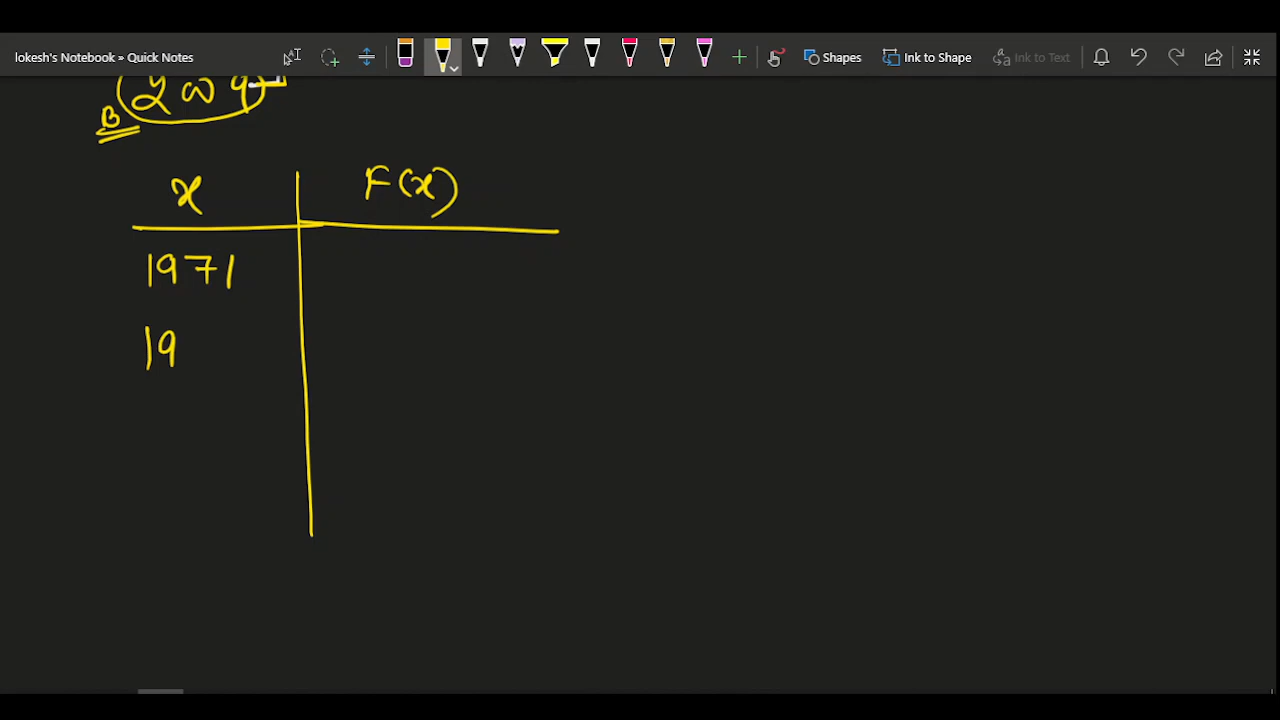 lokesh's Notebook » Quick Notes
Shapes
Ink to Shape
Ink to Text
B
x F(x)
1971
19